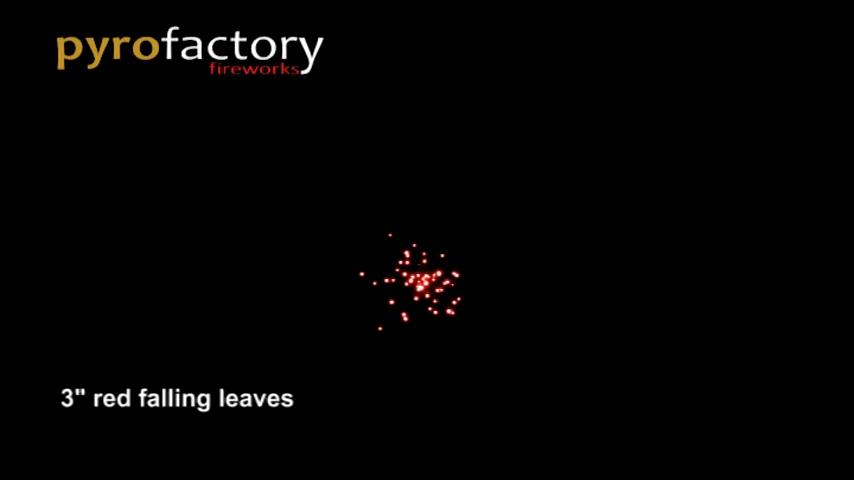 pyrofactory
fireworks
3" red falling leaves